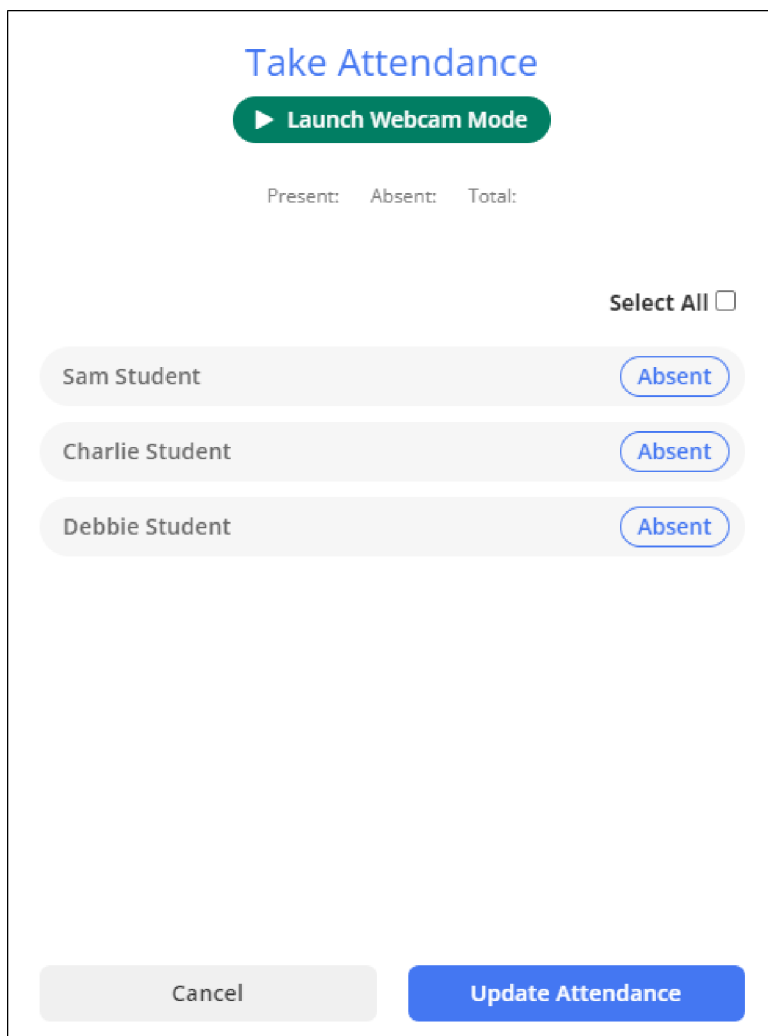 Take Attendance
Launch Webcam Mode
Present: Absent: Total:
Select All
Sam Student Absent
Charlie Student Absent
Debbie Student Absent
Cancel Update Attendance